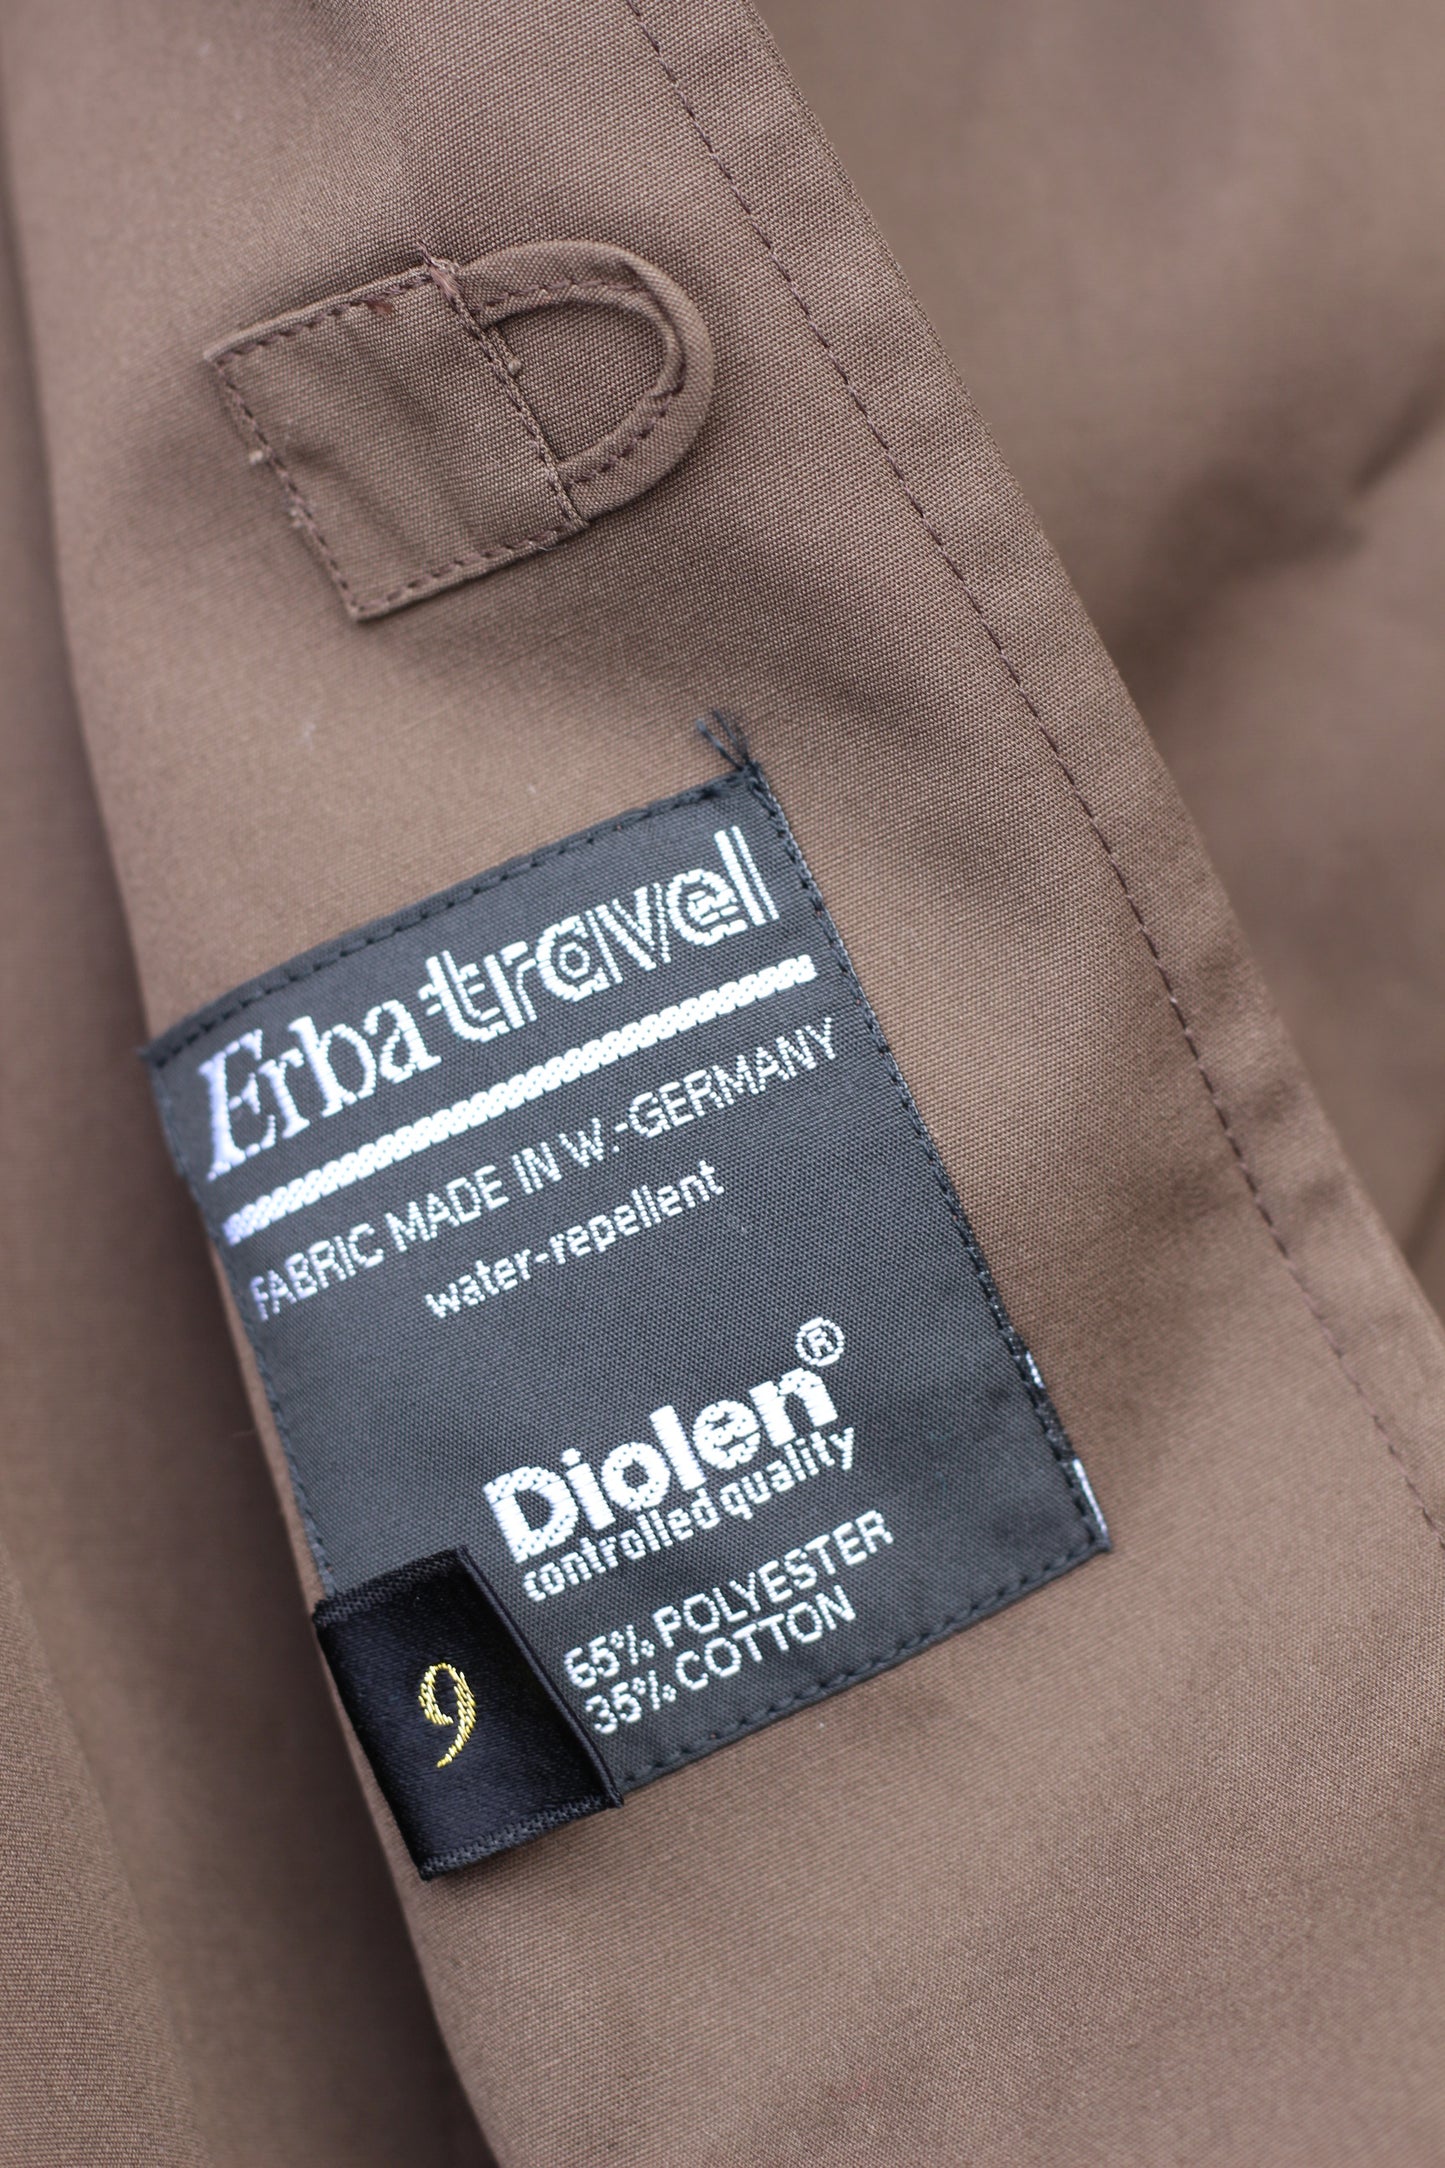 Erba-travel
FABRIC MADE IN W.-GERMANY
water-repellent
Diolen®
controlled quality
65% POLYESTER
35% COTTON
9